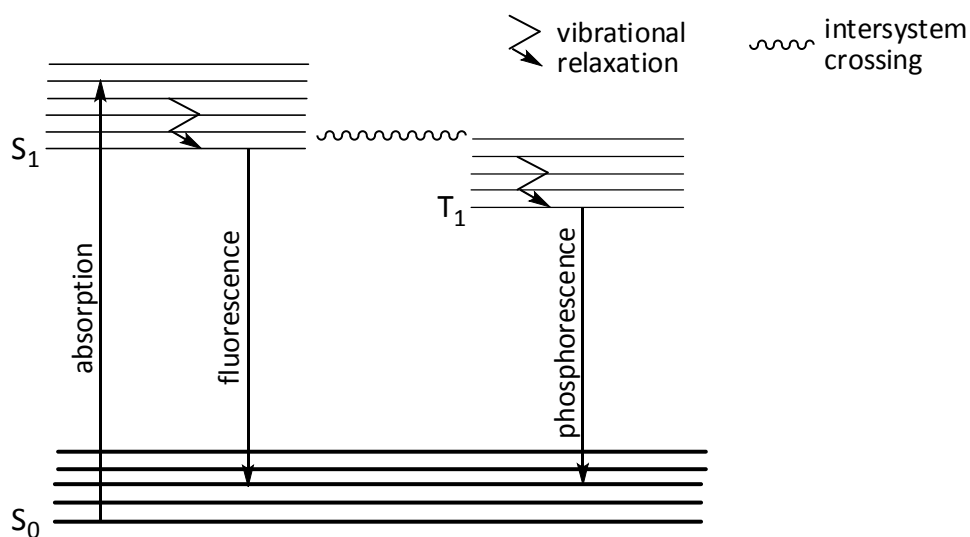 vibrational
relaxation
intersystem
crossing
S1
T1
absorption
fluorescence
phosphorescence
S0